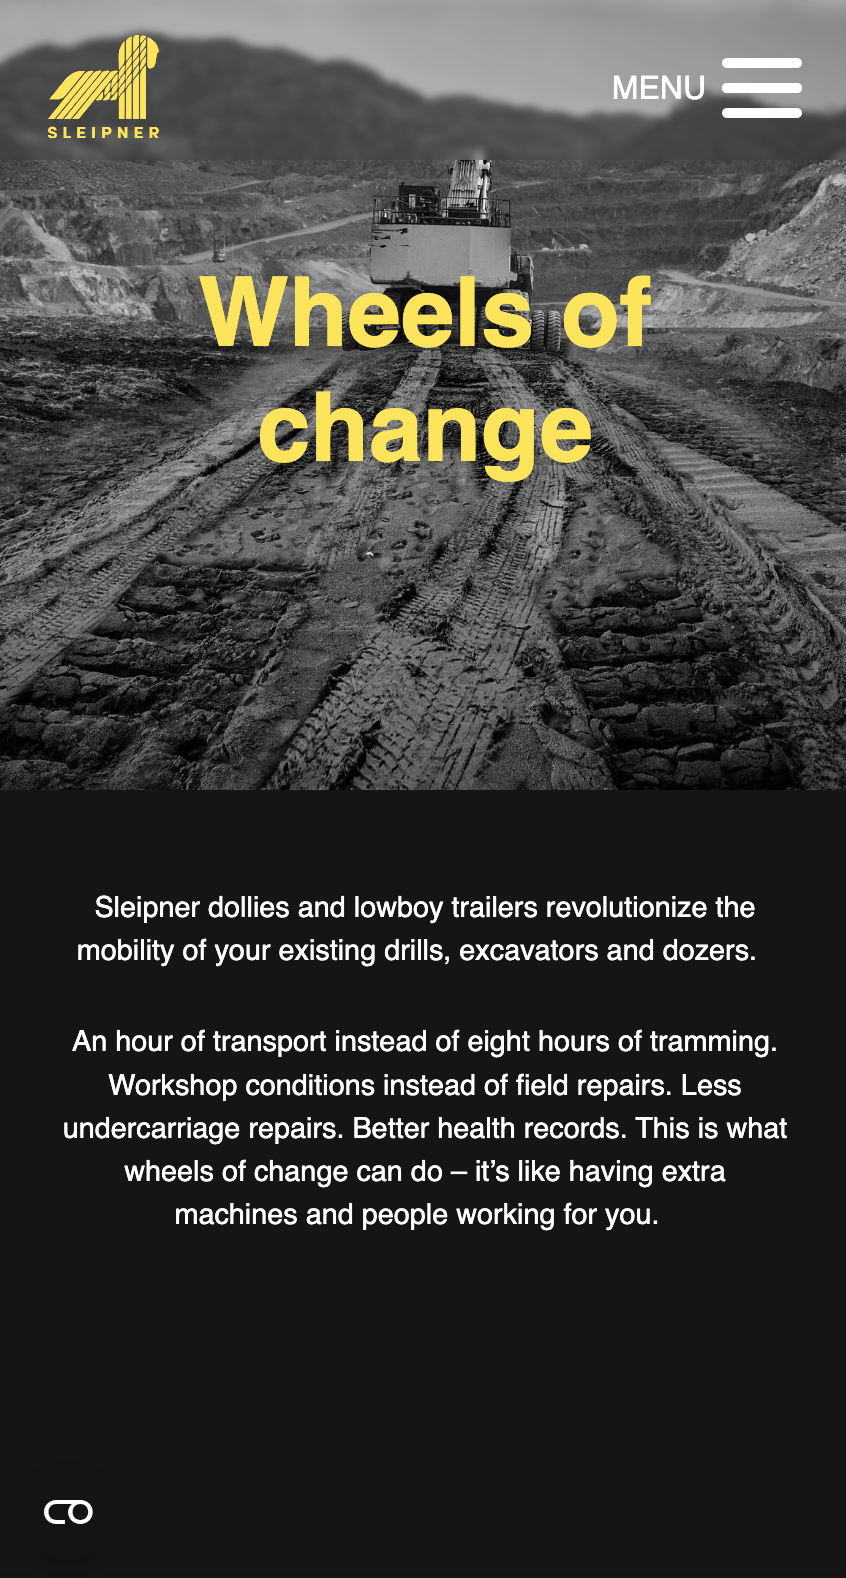 SLEIPNER
MENU
Wheels of
change
Sleipner dollies and lowboy trailers revolutionize the
mobility of your existing drills, excavators and dozers.
An hour of transport instead of eight hours of tramming.
Workshop conditions instead of field repairs. Less
undercarriage repairs. Better health records. This is what
wheels of change can do – it’s like having extra
machines and people working for you.